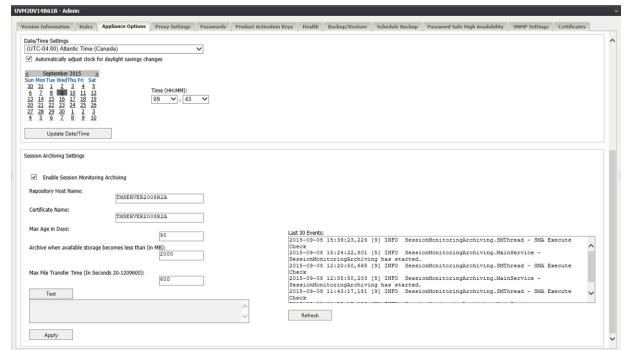 UVM20V14B61B - Admin
Version Information Roles Appliance Options Proxy Settings Passwords Product Activation Keys Health Backup/Restore Schedule Backup Password Safe High Availability SNMP Settings Certificates
Date/Time Settings
(UTC-04:00) Atlantic Time (Canada)
Automatically adjust clock for daylight savings changes
< September 2015 >
Sun Mon Tue Wed Thu Fri Sat
30 31 1 2 3 4 5
6 7 8 9 10 11 12
13 14 15 16 17 18 19
20 21 22 23 24 25 26
27 28 29 30 1 2 3
4 5 6 7 8 9 10
Time (HH:MM):
09 : 43
Update Date/Time
Session Archiving Settings
Enable Session Monitoring Archiving
Repository Host Name:
TMSERVER2008R2A
Certificate Name:
TMSERVER2008R2A
Max Age in Days:
90
Archive when available storage becomes less than (in MB):
2000
Max File Transfer Time (In Seconds 20-1209600):
600
Test
Apply
Last 30 Events:
2015-09-08 15:39:23,224 [9] INFO SessionMonitoringArchiving.SMThread - SMA Execute
Check
2015-09-08 15:24:22,801 [5] INFO SessionMonitoringArchiving.MainService -
SessionMonitoringArchiving has started.
2015-09-08 12:20:50,668 [9] INFO SessionMonitoringArchiving.SMThread - SMA Execute
Check
2015-09-08 12:05:50,203 [5] INFO SessionMonitoringArchiving.MainService -
SessionMonitoringArchiving has started.
2015-09-08 11:43:17,181 [9] INFO SessionMonitoringArchiving.SMThread - SMA Execute
Check
Refresh